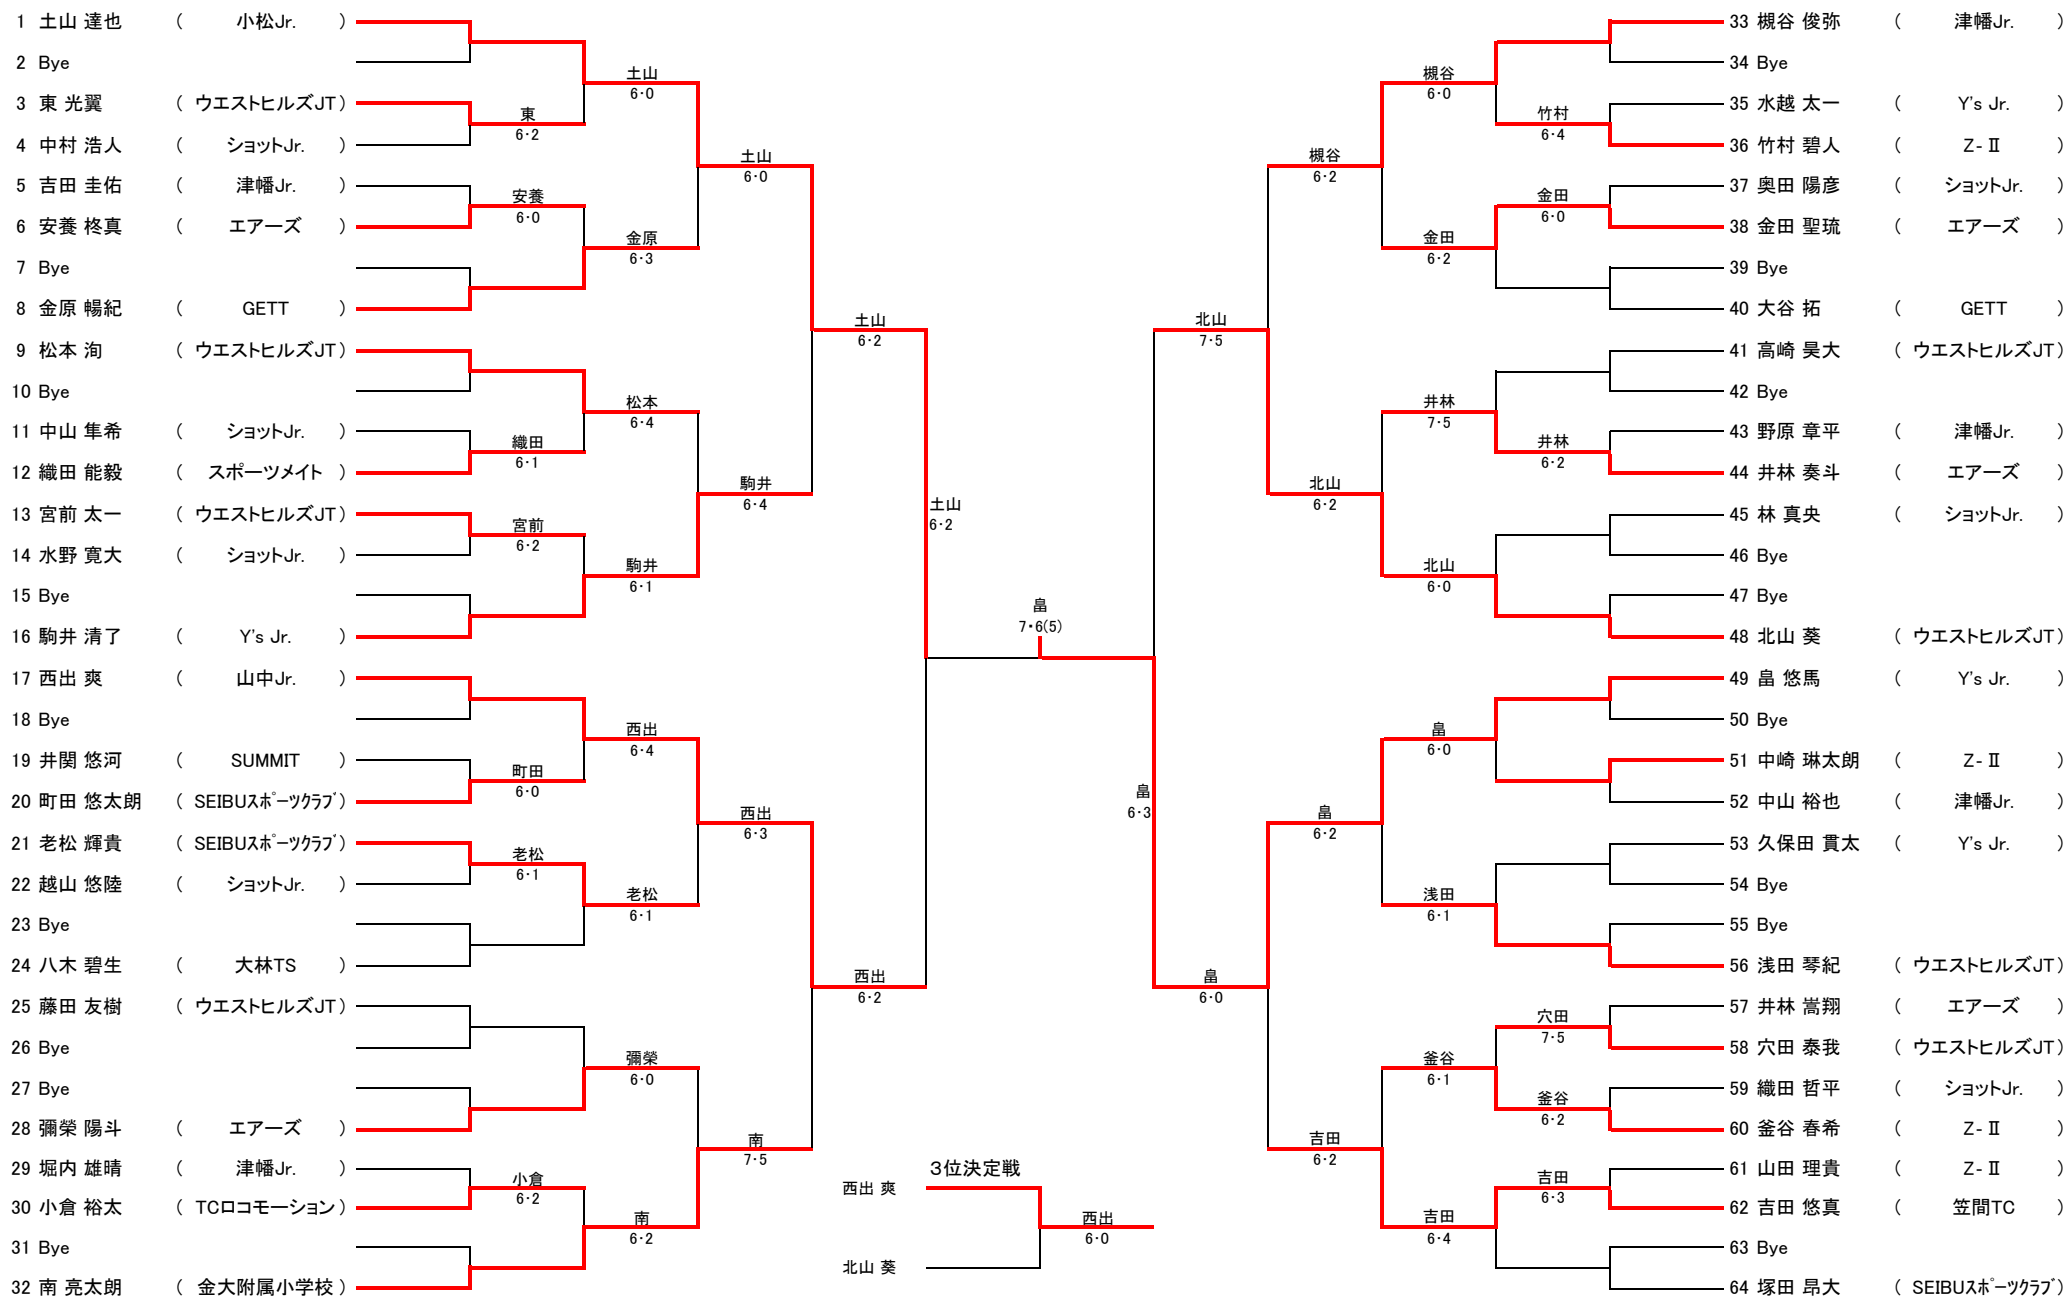 1 土山 達也 ( 小松Jr. )
2 Bye
3 東 光翼 ( ウエストヒルズJT )
4 中村 浩人 ( ショットJr. )
5 吉田 圭佑 ( 津幡Jr. )
6 安養 柊真 ( エアーズ )
7 Bye
8 金原 暢紀 ( GETT )
9 松本 洵 ( ウエストヒルズJT )
10 Bye
11 中山 隼希 ( ショットJr. )
12 織田 能毅 ( スポーツメイト )
13 宮前 太一 ( ウエストヒルズJT )
14 水野 寛大 ( ショットJr. )
15 Bye
16 駒井 清了 ( Y's Jr. )
17 西出 爽 ( 山中Jr. )
18 Bye
19 井関 悠河 ( SUMMIT )
20 町田 悠太朗 ( SEIBUスポーツクラブ )
21 老松 輝貴 ( SEIBUスポーツクラブ )
22 越山 悠陸 ( ショットJr. )
23 Bye
24 八木 碧生 ( 大林TS )
25 藤田 友樹 ( ウエストヒルズJT )
26 Bye
27 Bye
28 彌榮 陽斗 ( エアーズ )
29 堀内 雄晴 ( 津幡Jr. )
30 小倉 裕太 ( TCロコモーション )
31 Bye
32 南 亮太朗 ( 金大附属小学校 )
東
6・2
安養
6・0
織田
6・1
宮前
6・2
町田
6・0
老松
6・1
小倉
6・2
土山
6・0
金原
6・3
松本
6・4
駒井
6・1
西出
6・4
老松
6・1
彌榮
6・0
南
6・2
土山
6・0
駒井
6・4
西出
6・3
南
7・5
土山
6・2
西出
6・2
土山
6・2
畠
7・6(5)
畠
6・3
北山
7・5
畠
6・0
槻谷
6・2
北山
6・2
畠
6・2
吉田
6・2
槻谷
6・0
金田
6・2
井林
7・5
北山
6・0
畠
6・0
浅田
6・1
釜谷
6・1
吉田
6・4
竹村
6・4
金田
6・0
井林
6・2
穴田
7・5
釜谷
6・2
吉田
6・3
33 槻谷 俊弥 ( 津幡Jr. )
34 Bye
35 水越 太一 ( Y's Jr. )
36 竹村 碧人 ( Z-Ⅱ )
37 奥田 陽彦 ( ショットJr. )
38 金田 聖琉 ( エアーズ )
39 Bye
40 大谷 拓 ( GETT )
41 高崎 昊大 ( ウエストヒルズJT )
42 Bye
43 野原 章平 ( 津幡Jr. )
44 井林 奏斗 ( エアーズ )
45 林 真央 ( ショットJr. )
46 Bye
47 Bye
48 北山 葵 ( ウエストヒルズJT )
49 畠 悠馬 ( Y's Jr. )
50 Bye
51 中崎 琳太朗 ( Z-Ⅱ )
52 中山 裕也 ( 津幡Jr. )
53 久保田 貫太 ( Y's Jr. )
54 Bye
55 Bye
56 浅田 琴紀 ( ウエストヒルズJT )
57 井林 嵩翔 ( エアーズ )
58 穴田 泰我 ( ウエストヒルズJT )
59 織田 哲平 ( ショットJr. )
60 釜谷 春希 ( Z-Ⅱ )
61 山田 理貴 ( Z-Ⅱ )
62 吉田 悠真 ( 笠間TC )
63 Bye
64 塚田 昂大 ( SEIBUスポーツクラブ )
3位決定戦
西出 爽
西出
6・0
北山 葵